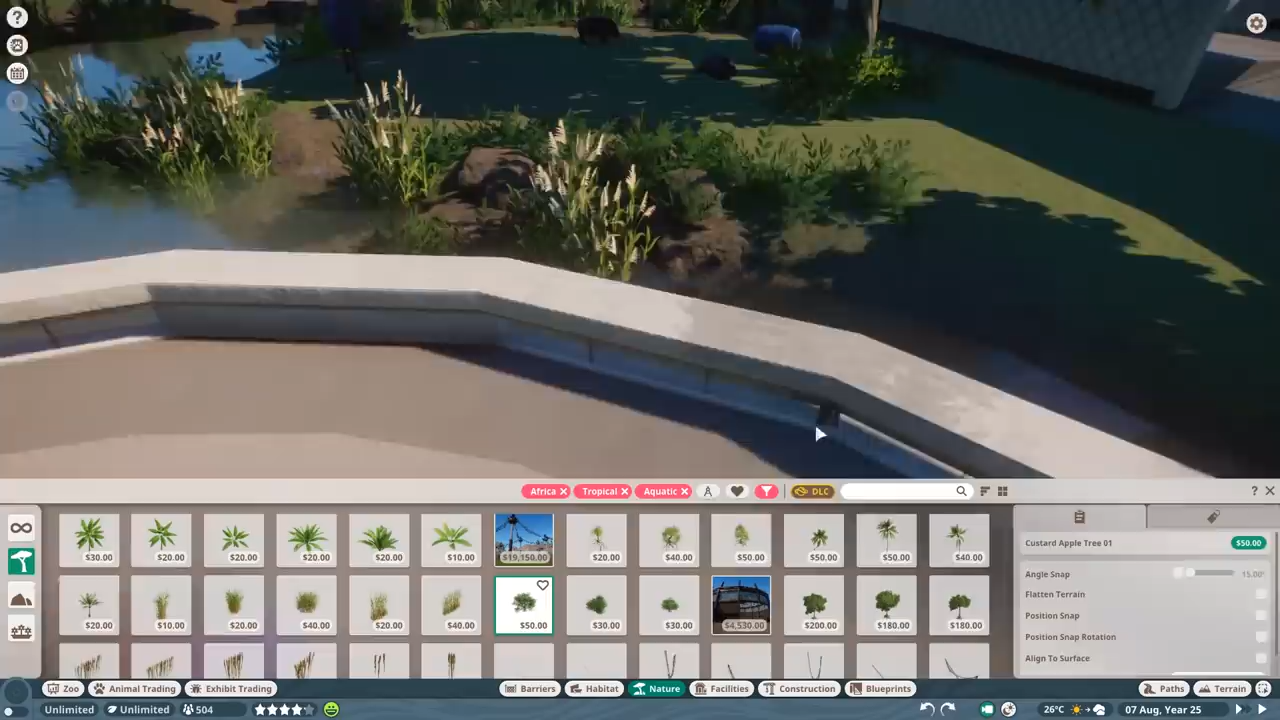 Africa ×
Tropical ×
Aquatic ×
DLC
?
$30.00
$20.00
$20.00
$20.00
$20.00
$10.00
$19,150.00
$20.00
$40.00
$50.00
$50.00
$50.00
$40.00
$20.00
$10.00
$20.00
$40.00
$20.00
$40.00
$50.00
$30.00
$30.00
$4,530.00
$200.00
$180.00
$180.00
Custard Apple Tree 01
$50.00
Angle Snap
15.00°
Flatten Terrain
Position Snap
Position Snap Rotation
Align To Surface
Zoo
Animal Trading
Exhibit Trading
Barriers
Habitat
Nature
Facilities
Construction
Blueprints
Paths
Terrain
Unlimited
Unlimited
504
26°C
07 Aug, Year 25